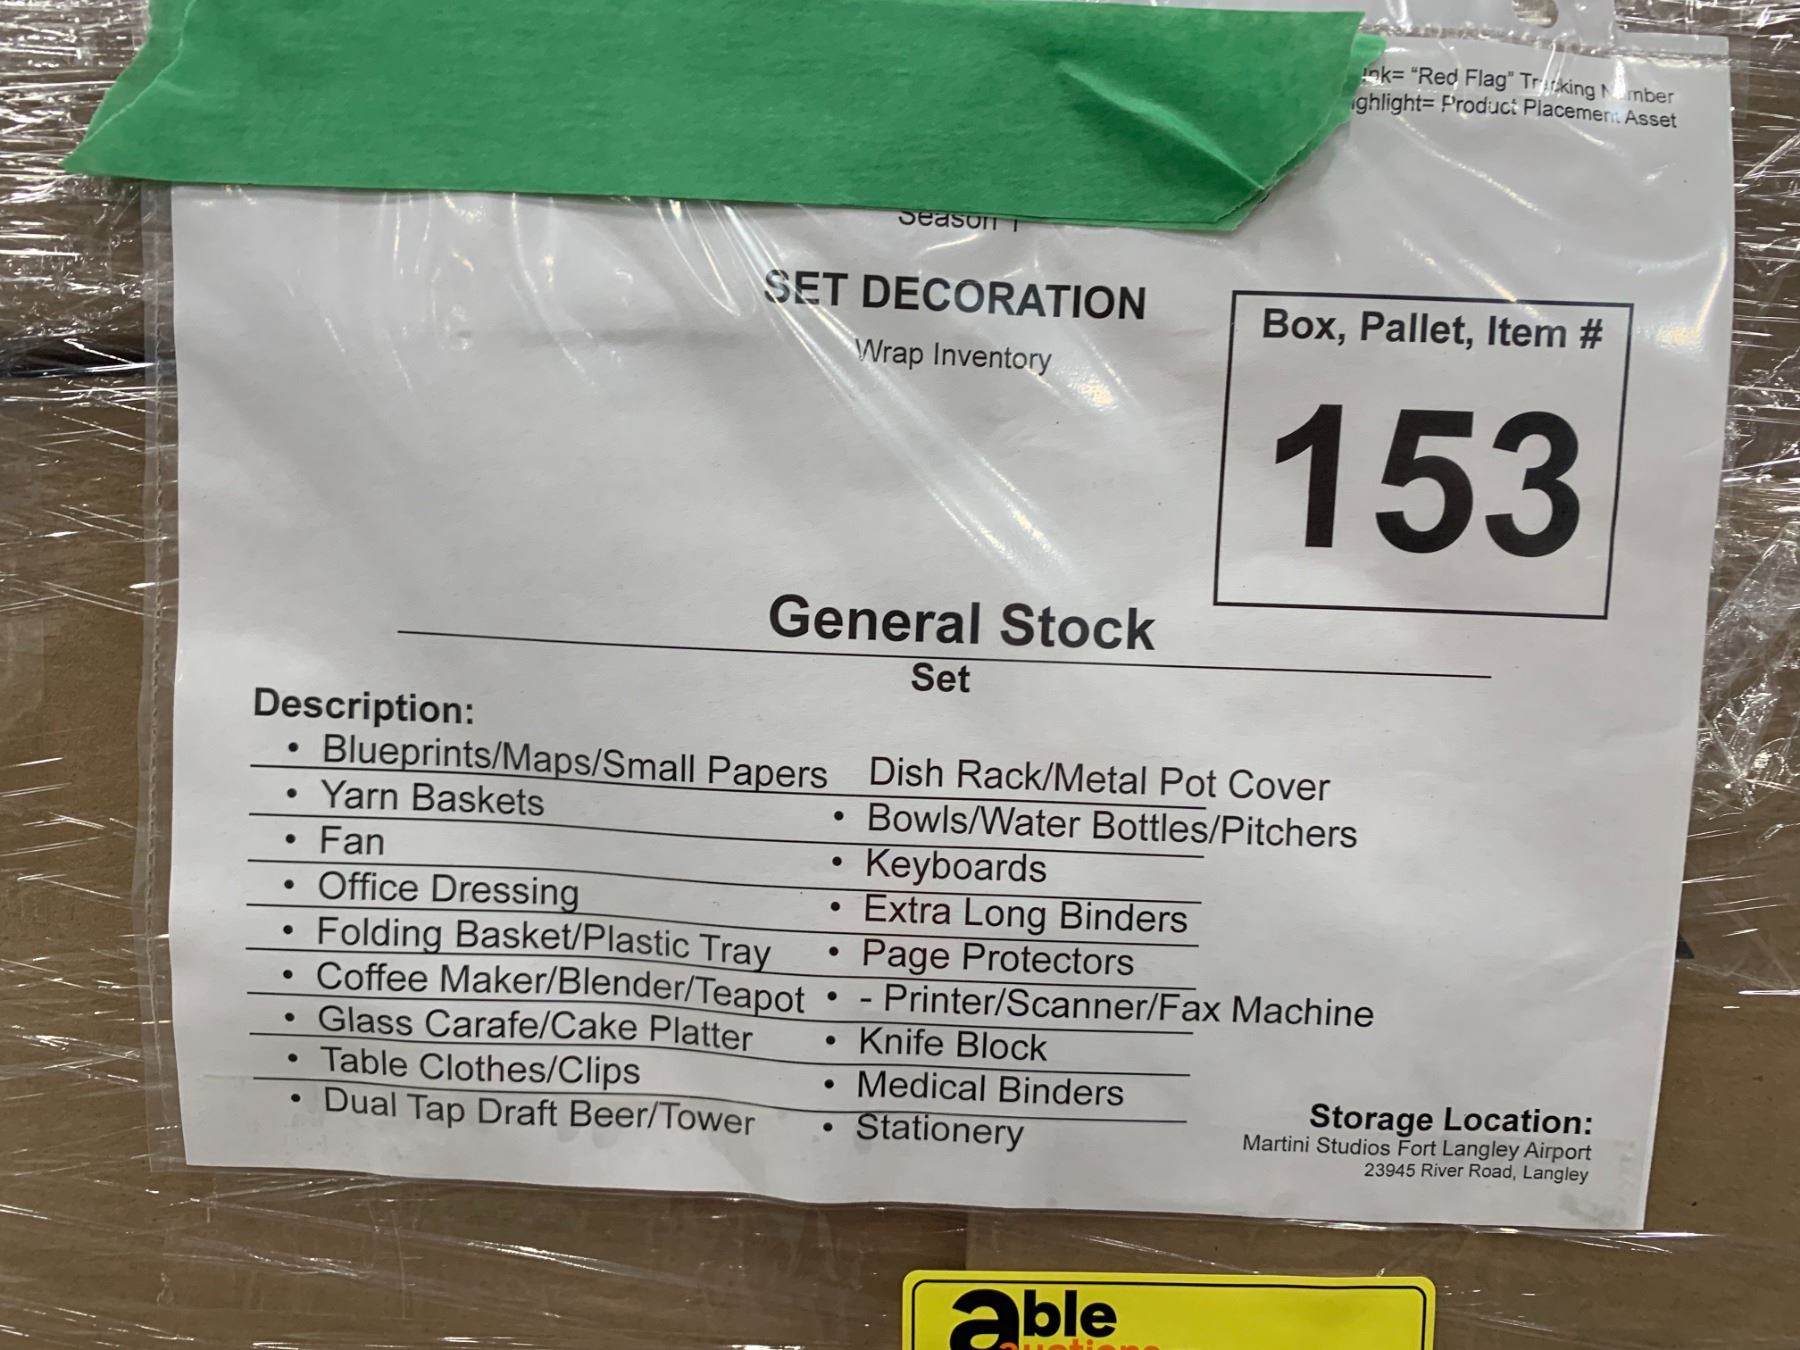 "Red Flag" Tracking Number
Product Placement Asset
Season 1
SET DECORATION
Wrap Inventory
Box, Pallet, Item #
153
General Stock
Set
Description:
• Blueprints/Maps/Small Papers
• Yarn Baskets
• Fan
• Office Dressing
• Folding Basket/Plastic Tray
• Coffee Maker/Blender/Teapot
• Glass Carafe/Cake Platter
• Table Clothes/Clips
• Dual Tap Draft Beer/Tower
Dish Rack/Metal Pot Cover
• Bowls/Water Bottles/Pitchers
• Keyboards
• Extra Long Binders
• Page Protectors
• - Printer/Scanner/Fax Machine
• Knife Block
• Medical Binders
• Stationery
Storage Location:
Martini Studios Fort Langley Airport
23945 River Road, Langley
able
auctions